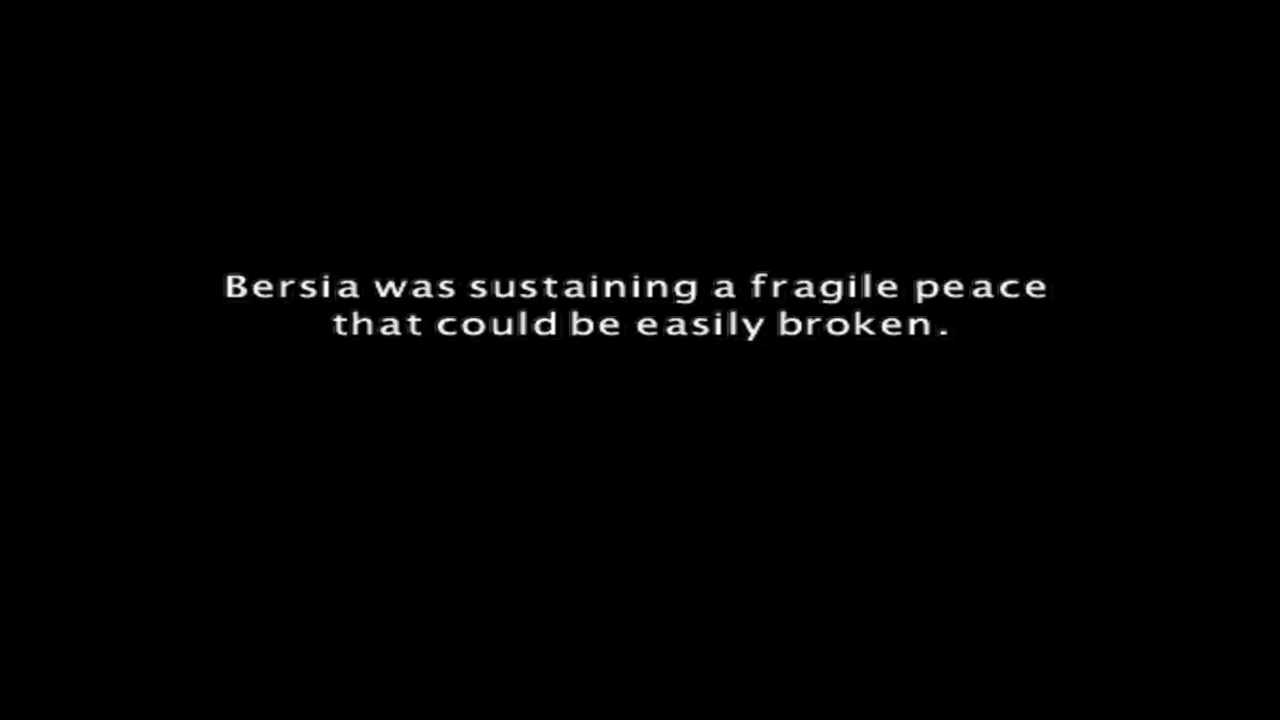 Bersia was sustaining a fragile peace
that could be easily broken.